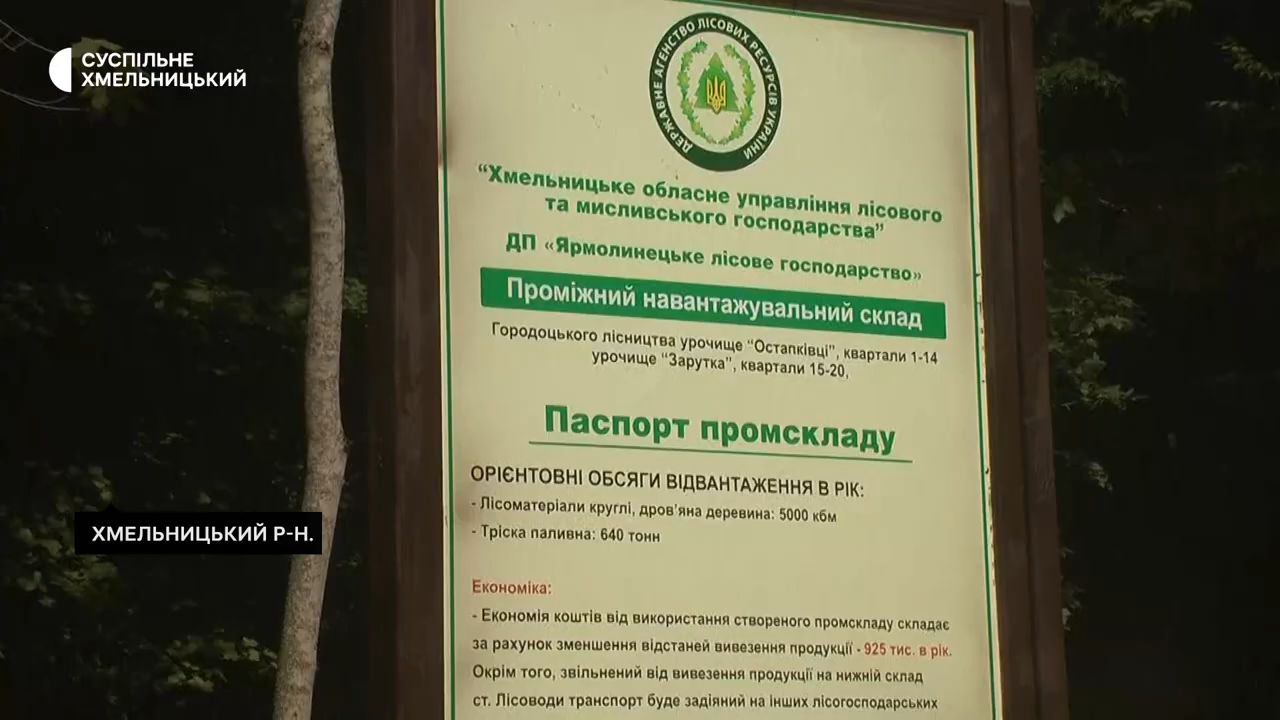 СУСПІЛЬНЕ
ХМЕЛЬНИЦЬКИЙ
ДЕРЖАВНЕ АГЕНСТВО ЛІСОВИХ РЕСУРСІВ УКРАЇНИ
“Хмельницьке обласне управління лісового
та мисливського господарства”
ДП «Ярмолинецьке лісове господарство»
Проміжний навантажувальний склад
Городоцького лісництва урочище “Остапківці”, квартали 1-14
урочище “Зарутка”, квартали 15-20,
Паспорт промскладу
ОРІЄНТОВНІ ОБСЯГИ ВІДВАНТАЖЕННЯ В РІК:
- Лісоматеріали круглі, дров’яна деревина: 5000 кбм
- Тріска паливна: 640 тонн
ХМЕЛЬНИЦЬКИЙ Р-Н.
Економіка:
- Економія коштів від використання створеного промскладу складає
за рахунок зменшення відстаней вивезення продукції - 925 тис. в рік.
Окрім того, звільнений від вивезення продукції на нижній склад
ст. Лісоводи транспорт буде задіяний на інших лісогосподарських